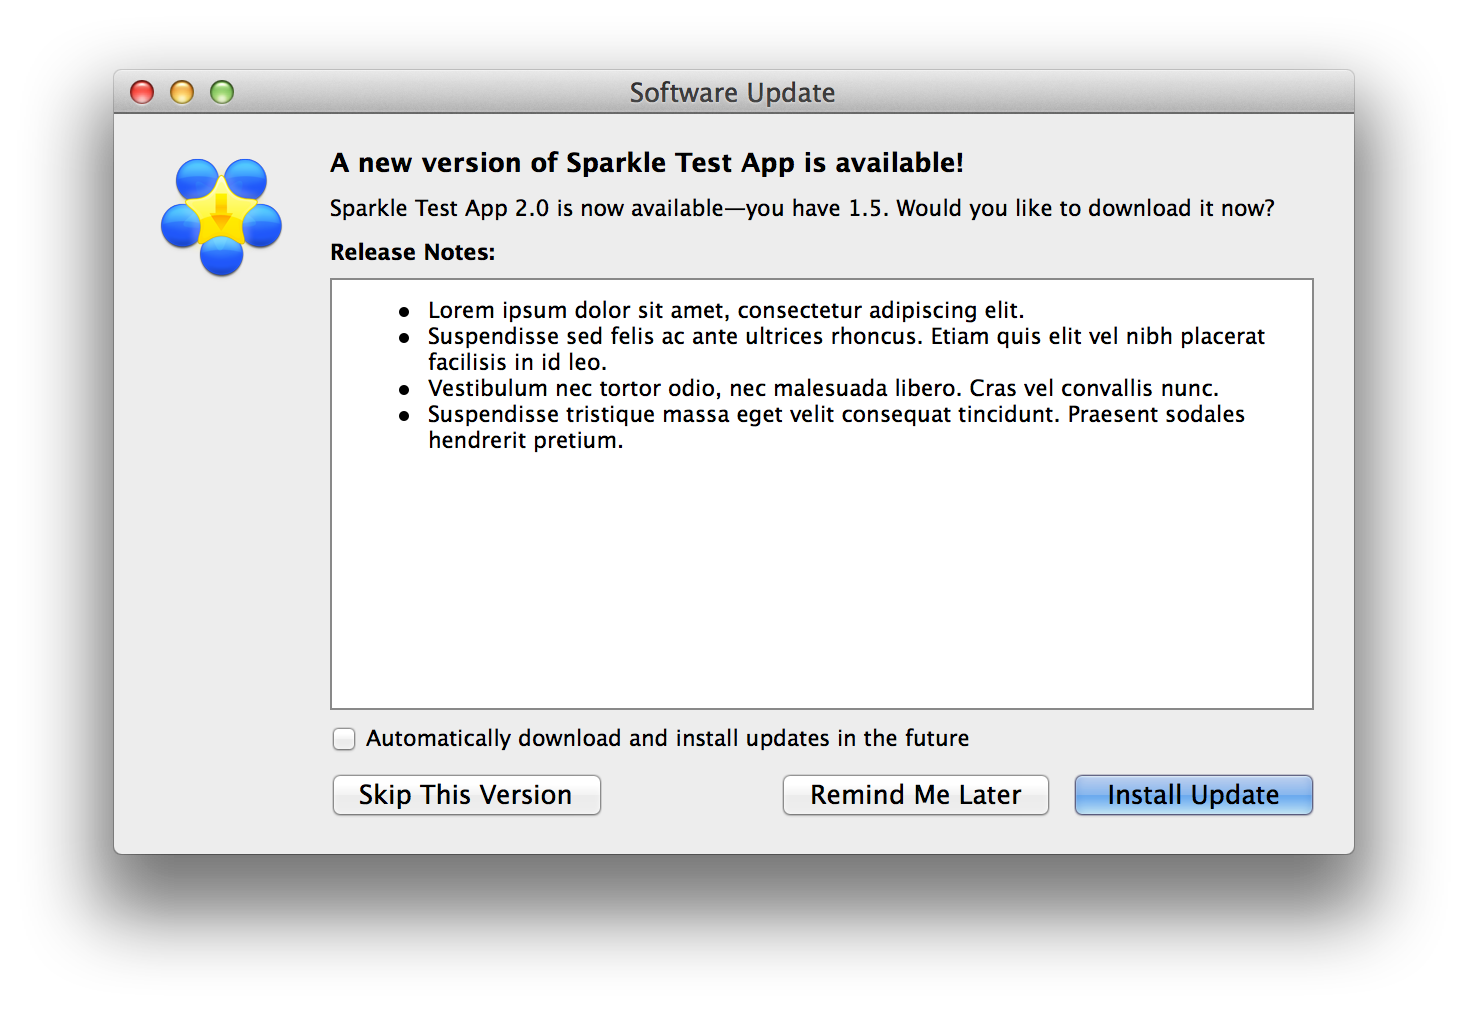 Software Update
A new version of Sparkle Test App is available!
Sparkle Test App 2.0 is now available—you have 1.5. Would you like to download it now?
Release Notes:
• Lorem ipsum dolor sit amet, consectetur adipiscing elit.
• Suspendisse sed felis ac ante ultrices rhoncus. Etiam quis elit vel nibh placerat
facilisis in id leo.
• Vestibulum nec tortor odio, nec malesuada libero. Cras vel convallis nunc.
• Suspendisse tristique massa eget velit consequat tincidunt. Praesent sodales
hendrerit pretium.
Automatically download and install updates in the future
Skip This Version
Remind Me Later
Install Update